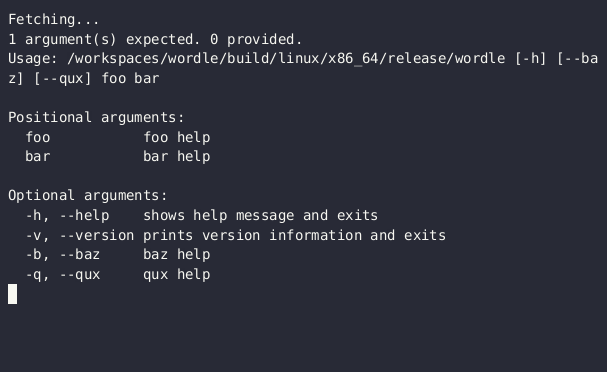 Fetching...
1 argument(s) expected. 0 provided.
Usage: /workspaces/wordle/build/linux/x86_64/release/wordle [-h] [--ba
z] [--qux] foo bar
Positional arguments:
foo foo help
bar bar help
Optional arguments:
-h, --help shows help message and exits
-v, --version prints version information and exits
-b, --baz baz help
-q, --qux qux help